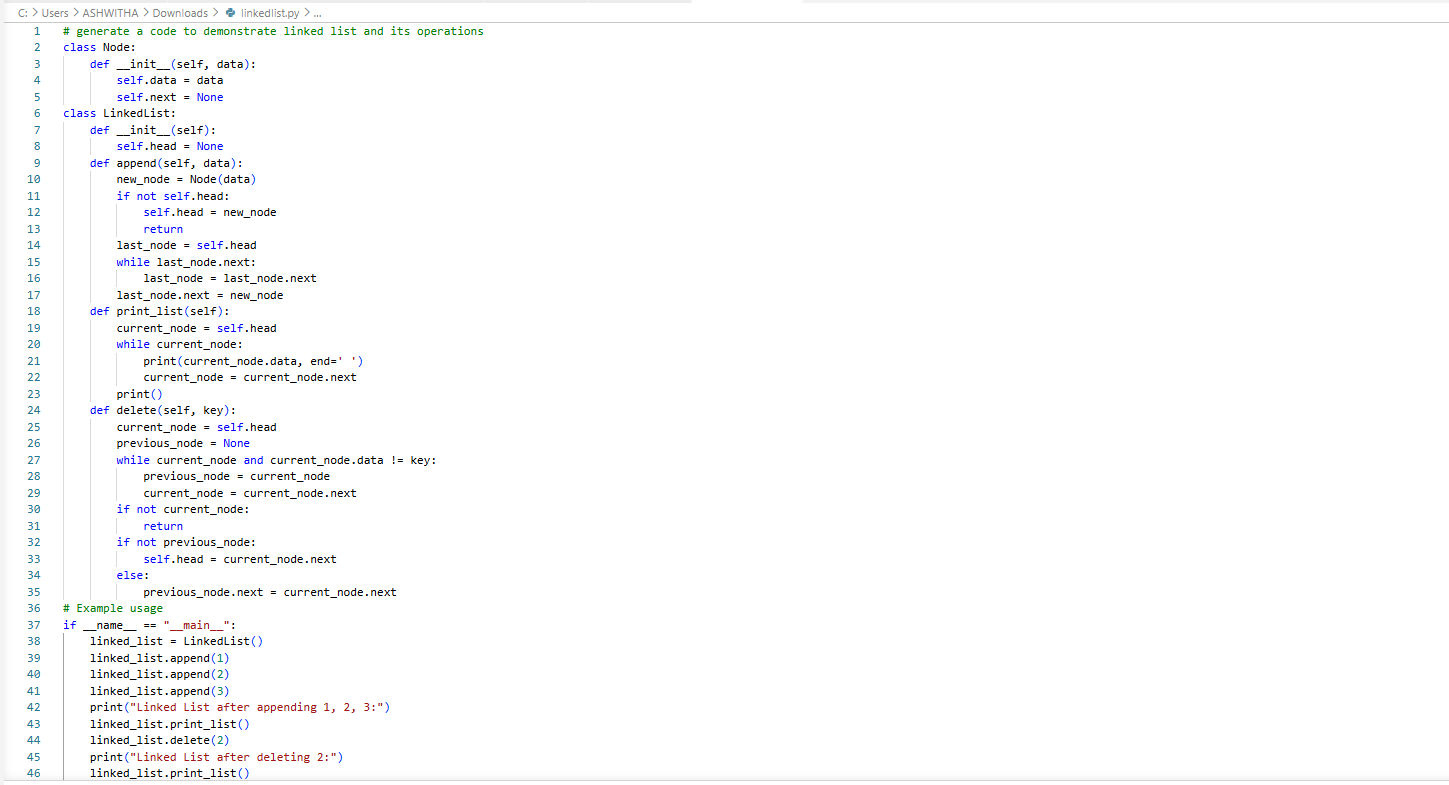 C: > Users > ASHWITHA > Downloads > linkedlist.py > ...
1 # generate a code to demonstrate linked list and its operations
2 class Node:
3     def __init__(self, data):
4         self.data = data
5         self.next = None
6 class LinkedList:
7     def __init__(self):
8         self.head = None
9     def append(self, data):
10         new_node = Node(data)
11         if not self.head:
12             self.head = new_node
13             return
14         last_node = self.head
15         while last_node.next:
16             last_node = last_node.next
17         last_node.next = new_node
18     def print_list(self):
19         current_node = self.head
20         while current_node:
21             print(current_node.data, end=' ')
22             current_node = current_node.next
23         print()
24     def delete(self, key):
25         current_node = self.head
26         previous_node = None
27         while current_node and current_node.data != key:
28             previous_node = current_node
29             current_node = current_node.next
30         if not current_node:
31             return
32         if not previous_node:
33             self.head = current_node.next
34         else:
35             previous_node.next = current_node.next
36 # Example usage
37 if __name__ == "__main__":
38     linked_list = LinkedList()
39     linked_list.append(1)
40     linked_list.append(2)
41     linked_list.append(3)
42     print("Linked List after appending 1, 2, 3:")
43     linked_list.print_list()
44     linked_list.delete(2)
45     print("Linked List after deleting 2:")
46     linked_list.print_list()